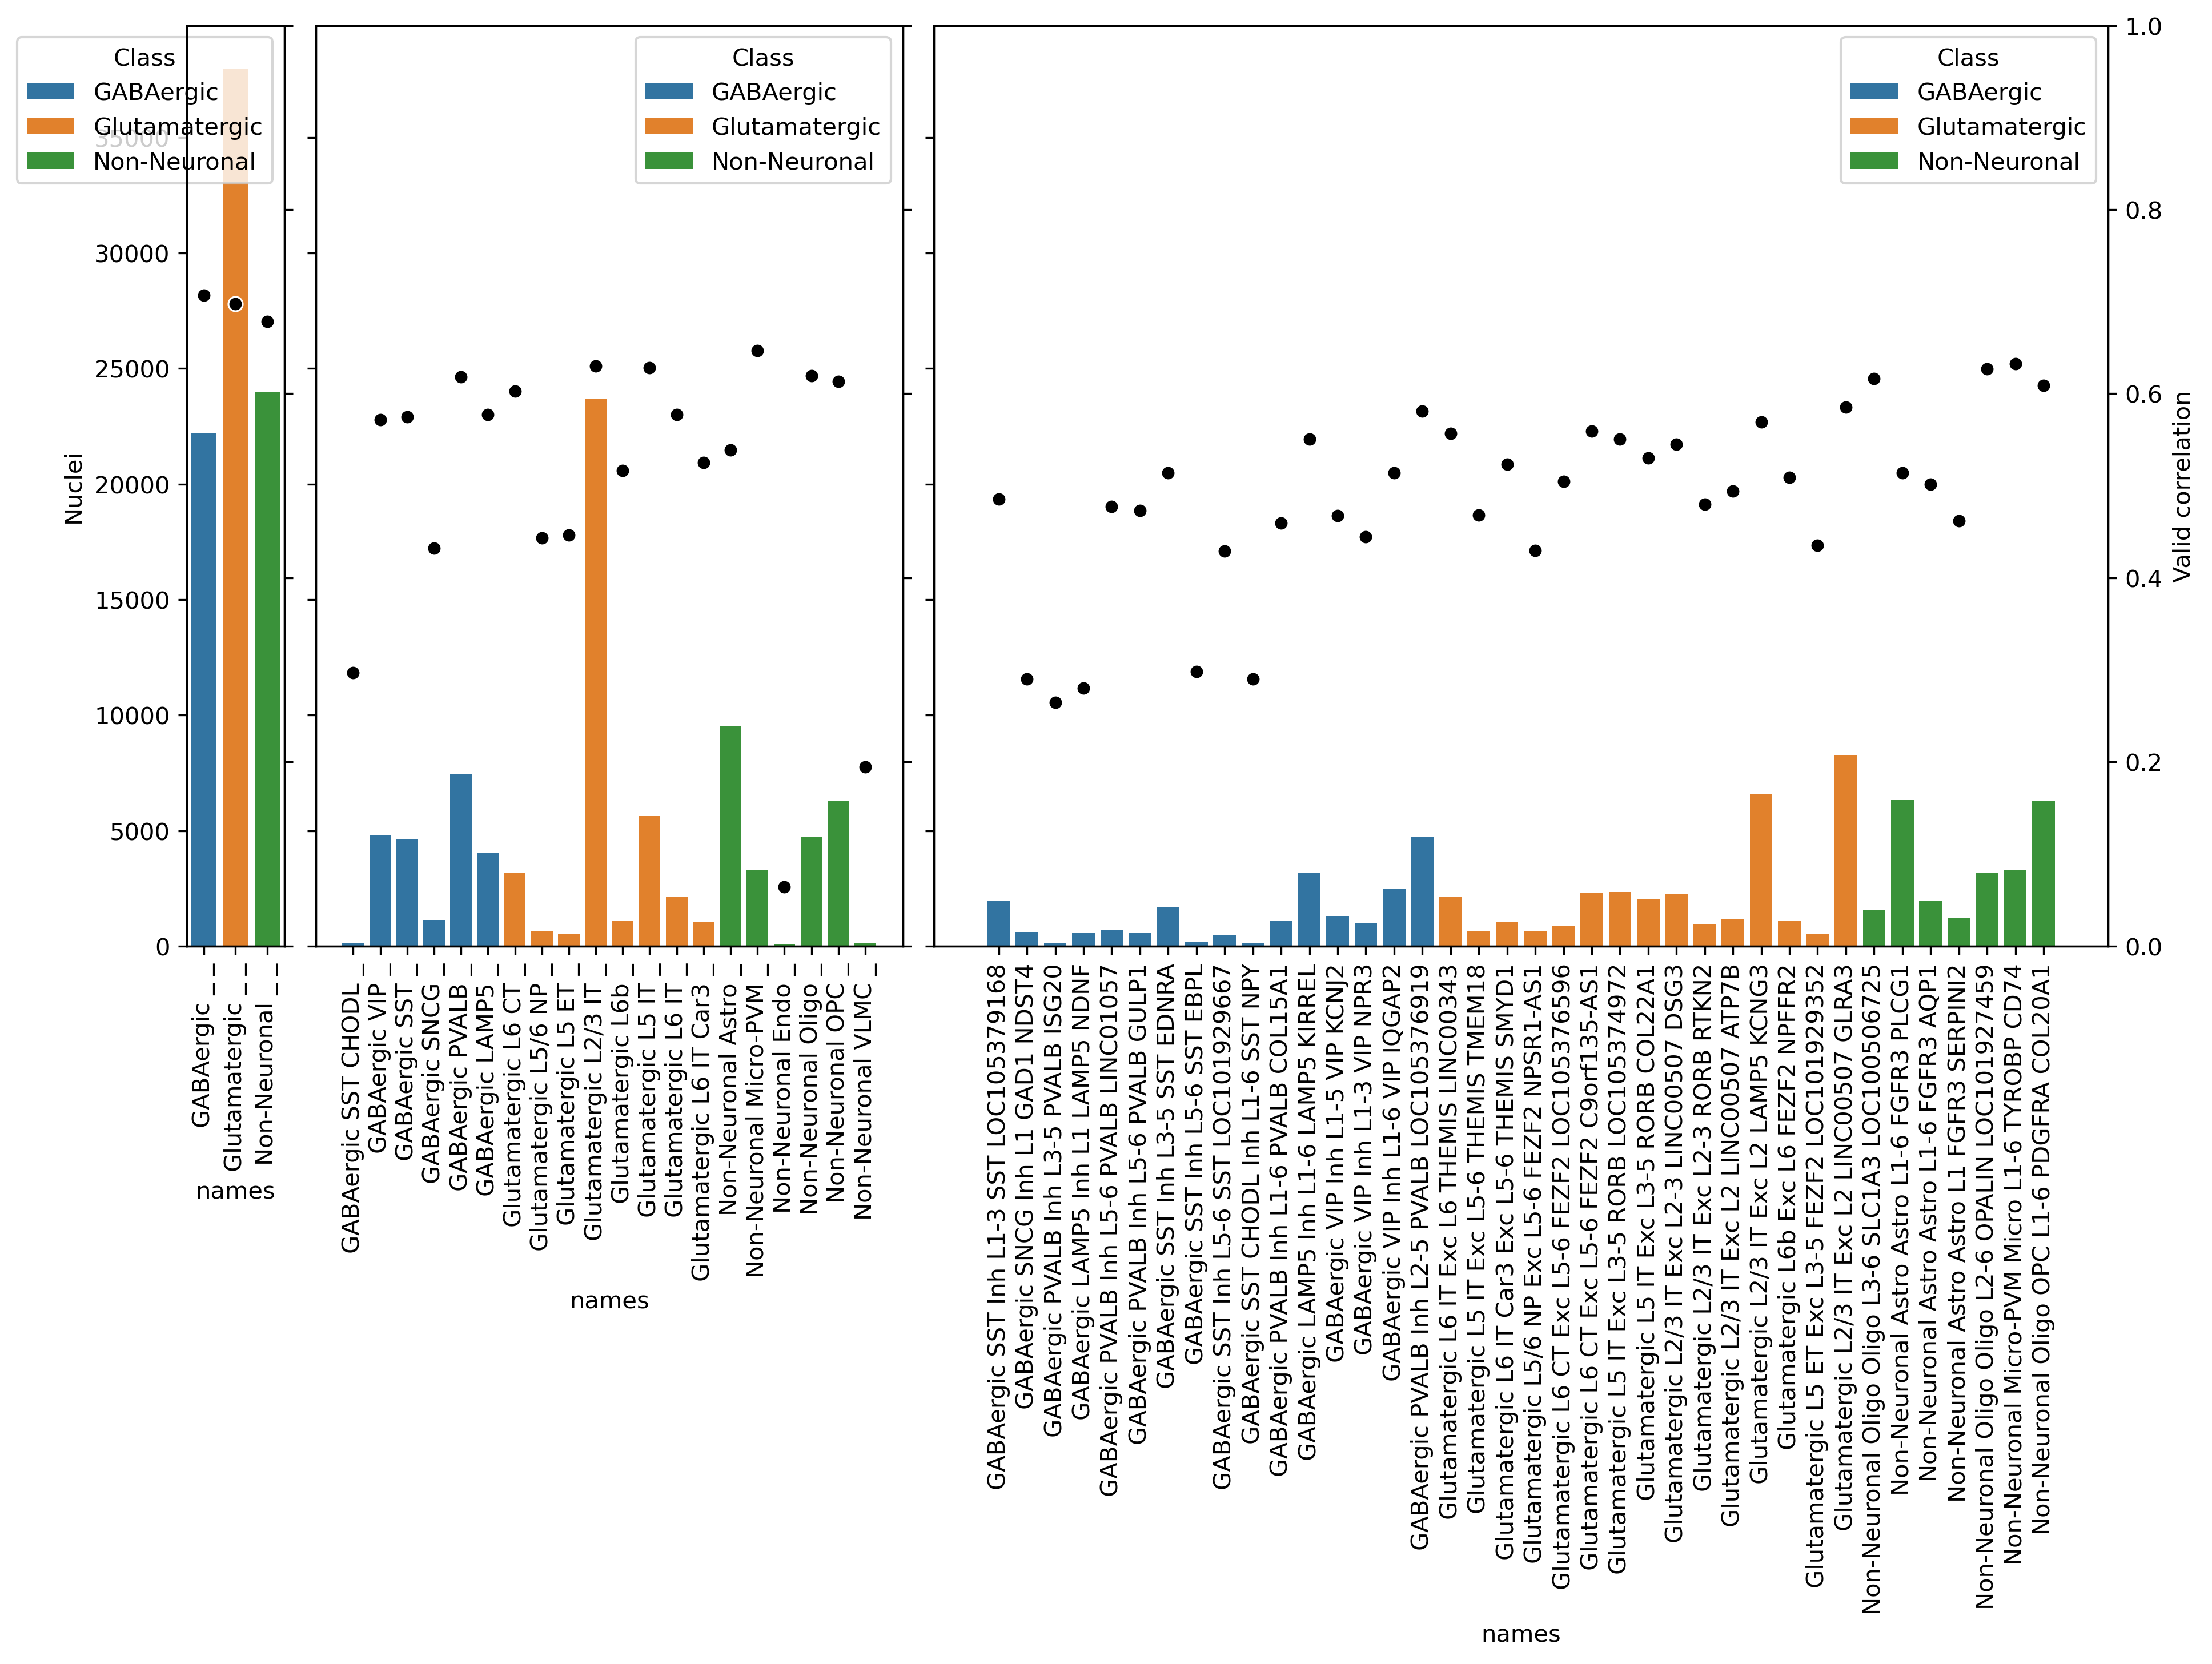 Class
GABAergic
Glutamatergic
Non-Neuronal
Class
GABAergic
Glutamatergic
Non-Neuronal
Class
GABAergic
Glutamatergic
Non-Neuronal
Nuclei
35000
30000
25000
20000
15000
10000
5000
0
1.0
0.8
0.6
0.4
0.2
0.0
Valid correlation
GABAergic _ _
Glutamatergic _ _
Non-Neuronal _ _
names
GABAergic SST CHODL _
GABAergic VIP _
GABAergic SST _
GABAergic SNCG _
GABAergic PVALB _
GABAergic LAMP5 _
Glutamatergic L6 CT _
Glutamatergic L5/6 NP _
Glutamatergic L5 ET _
Glutamatergic L2/3 IT _
Glutamatergic L6b _
Glutamatergic L5 IT _
Glutamatergic L6 IT _
Glutamatergic L6 IT Car3 _
Non-Neuronal Astro _
Non-Neuronal Micro-PVM _
Non-Neuronal Endo _
Non-Neuronal Oligo _
Non-Neuronal OPC _
Non-Neuronal VLMC _
names
GABAergic SST Inh L1-3 SST LOC105379168
GABAergic SNCG Inh L1 GAD1 NDST4
GABAergic PVALB Inh L3-5 PVALB ISG20
GABAergic LAMP5 Inh L1 LAMP5 NDNF
GABAergic PVALB Inh L5-6 PVALB LINC01057
GABAergic PVALB Inh L5-6 PVALB GULP1
GABAergic SST Inh L3-5 SST EDNRA
GABAergic SST Inh L5-6 SST EBPL
GABAergic SST Inh L5-6 SST LOC101929667
GABAergic SST CHODL Inh L1-6 SST NPY
GABAergic PVALB Inh L1-6 PVALB COL15A1
GABAergic LAMP5 Inh L1-6 LAMP5 KIRREL
GABAergic VIP Inh L1-5 VIP KCNJ2
GABAergic VIP Inh L1-3 VIP NPR3
GABAergic VIP Inh L1-6 VIP IQGAP2
GABAergic PVALB Inh L2-5 PVALB LOC105376919
Glutamatergic L6 IT Exc L6 THEMIS LINC00343
Glutamatergic L5 IT Exc L5-6 THEMIS TMEM18
Glutamatergic L6 IT Car3 Exc L5-6 THEMIS SMYD1
Glutamatergic L5/6 NP Exc L5-6 FEZF2 NPSR1-AS1
Glutamatergic L6 CT Exc L5-6 FEZF2 LOC105376596
Glutamatergic L6 CT Exc L5-6 FEZF2 C9orf135-AS1
Glutamatergic L5 IT Exc L3-5 RORB LOC105374972
Glutamatergic L5 IT Exc L3-5 RORB COL22A1
Glutamatergic L2/3 IT Exc L2-3 LINC00507 DSG3
Glutamatergic L2/3 IT Exc L2-3 RORB RTKN2
Glutamatergic L2/3 IT Exc L2 LINC00507 ATP7B
Glutamatergic L2/3 IT Exc L2 LAMP5 KCNG3
Glutamatergic L6b Exc L6 FEZF2 NPFFR2
Glutamatergic L5 ET Exc L3-5 FEZF2 LOC101929352
Glutamatergic L2/3 IT Exc L2 LINC00507 GLRA3
Non-Neuronal Oligo L3-6 SLC1A3 LOC100506725
Non-Neuronal Astro Astro L1-6 FGFR3 PLCG1
Non-Neuronal Astro Astro L1-6 FGFR3 AQP1
Non-Neuronal Astro Astro L1 FGFR3 SERPINI2
Non-Neuronal Oligo Oligo L2-6 OPALIN LOC101927459
Non-Neuronal Micro-PVM Micro L1-6 TYROBP CD74
Non-Neuronal Oligo OPC L1-6 PDGFRA COL20A1
names